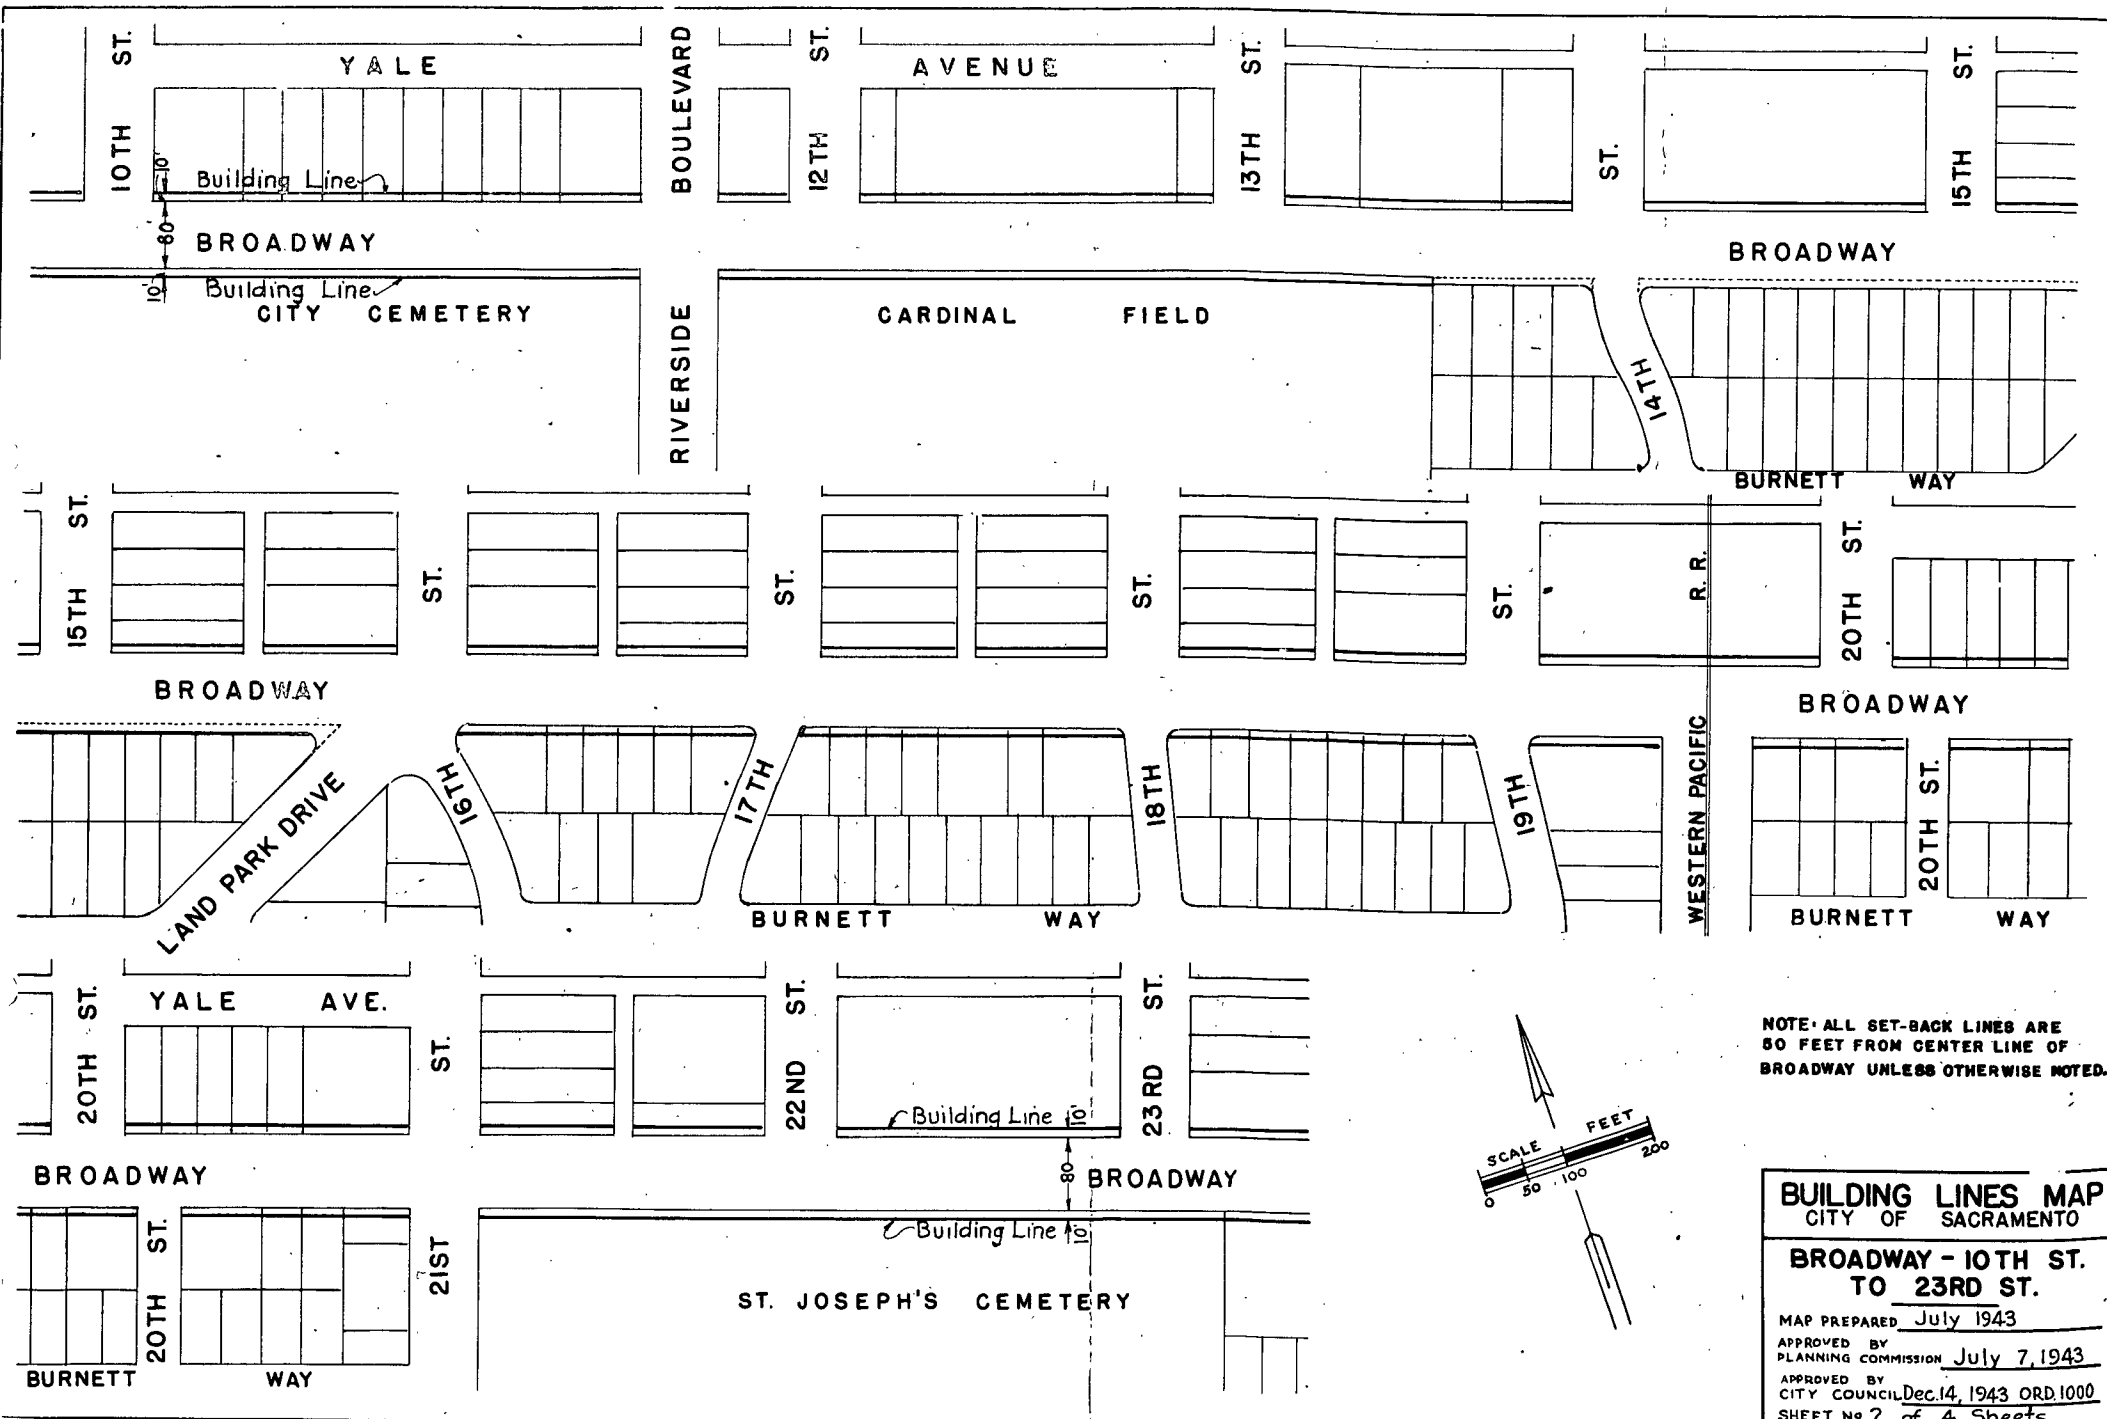 10TH ST.
YALE AVENUE
BOULEVARD
12TH ST.
13TH ST.
ST.
15TH ST.
10'
Building Line
80'
BROADWAY
BROADWAY
10'
Building Line
CITY CEMETERY
RIVERSIDE
CARDINAL FIELD
14TH
BURNETT WAY
15TH ST.
ST.
ST.
ST.
ST.
R. R.
20TH ST.
BROADWAY
BROADWAY
LAND PARK DRIVE
16TH
17TH
18TH
19TH
WESTERN PACIFIC
20TH ST.
BURNETT WAY
BURNETT WAY
20TH ST.
YALE AVE.
ST.
22ND ST.
23RD ST.
Building Line 10'
BROADWAY
80
BROADWAY
Building Line 10'
20TH ST.
21ST
ST. JOSEPH'S CEMETERY
BURNETT WAY
NOTE: ALL SET-BACK LINES ARE
50 FEET FROM CENTER LINE OF
BROADWAY UNLESS OTHERWISE NOTED.
SCALE FEET
0 50 100 200
BUILDING LINES MAP
CITY OF SACRAMENTO
BROADWAY - 10TH ST.
TO 23RD ST.
MAP PREPARED July 1943
APPROVED BY
PLANNING COMMISSION July 7, 1943
APPROVED BY
CITY COUNCIL Dec. 14, 1943 ORD. 1000
SHEET No 2 of 4 Sheets